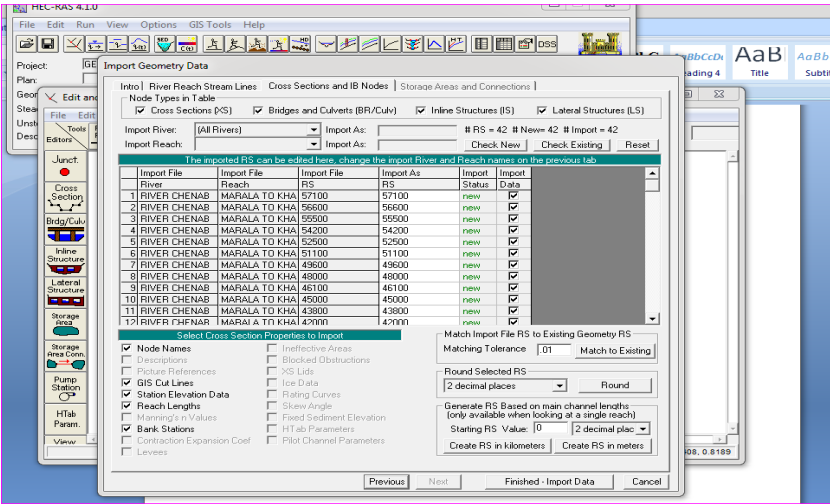 HEC-RAS 4.1.0
File Edit Run View Options GIS Tools Help
DSS
Project:
Plan:
Import Geometry Data
Intro River Reach Stream Lines Cross Sections and IB Nodes Storage Areas and Connections
Node Types in Table
Cross Sections (XS) Bridges and Culverts (BR/Culv) Inline Structures (IS) Lateral Structures (LS)
Import River: (All Rivers) Import As: # RS = 42 # New= 42 # Import = 42
Import Reach: Import As: Check New Check Existing Reset
The imported RS can be edited here, change the import River and Reach names on the previous tab
Import File Import File Import File Import As Import Import
River Reach RS RS Status Data
1 RIVER CHENAB MARALA TO KHA 57100 57100 new
2 RIVER CHENAB MARALA TO KHA 56600 56600 new
3 RIVER CHENAB MARALA TO KHA 55500 55500 new
4 RIVER CHENAB MARALA TO KHA 54200 54200 new
5 RIVER CHENAB MARALA TO KHA 52500 52500 new
6 RIVER CHENAB MARALA TO KHA 51100 51100 new
7 RIVER CHENAB MARALA TO KHA 49600 49600 new
8 RIVER CHENAB MARALA TO KHA 48000 48000 new
9 RIVER CHENAB MARALA TO KHA 46100 46100 new
10 RIVER CHENAB MARALA TO KHA 45000 45000 new
11 RIVER CHENAB MARALA TO KHA 43800 43800 new
12 RIVER CHENAB MARALA TO KHA 42000 42000 new
Select Cross Section Properties to Import
Node Names Ineffective Areas
Descriptions Blocked Obstructions
Picture References XS Lids
GIS Cut Lines Ice Data
Station Elevation Data Rating Curves
Reach Lengths Skew Angle
Manning's n Values Fixed Sediment Elevation
Bank Stations HTab Parameters
Contraction Expansion Coef Pilot Channel Parameters
Levees
Match Import File RS to Existing Geometry RS
Matching Tolerance .01 Match to Existing
Round Selected RS
2 decimal places Round
Generate RS Based on main channel lengths
(only available when looking at a single reach)
Starting RS Value: 0 2 decimal plac
Create RS in kilometers Create RS in meters
Previous Next Finished - Import Data Cancel
File Edit
Tools
Editors
Junct.
Cross
Section
Brdg/Culv
Inline
Structure
Lateral
Structure
Storage
Area
Storage
Area Conn.
Pump
Station
HTab
Param.
View
0.8189
AaB
Title